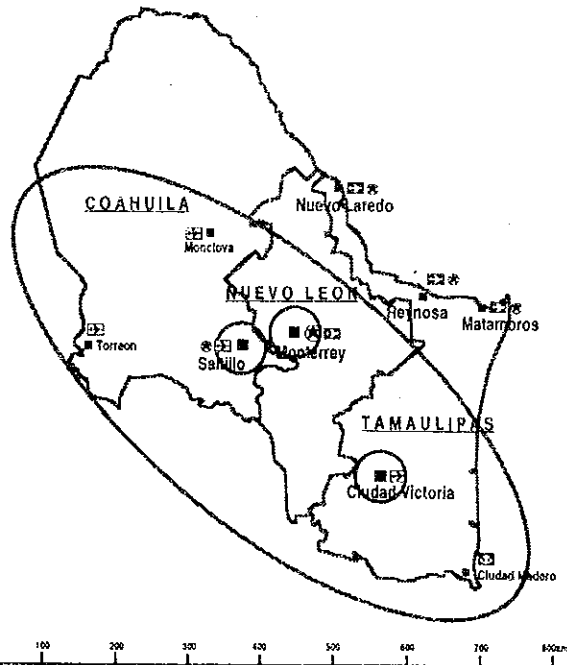 COAHUILA
Nuevo Laredo
Monclova
NUEVO LEON
Reynosa
Matamoros
Torreon
Saltillo
Monterrey
TAMAULIPAS
Ciudad Victoria
Ciudad Madero
100 200 300 400 500 600 700 800km